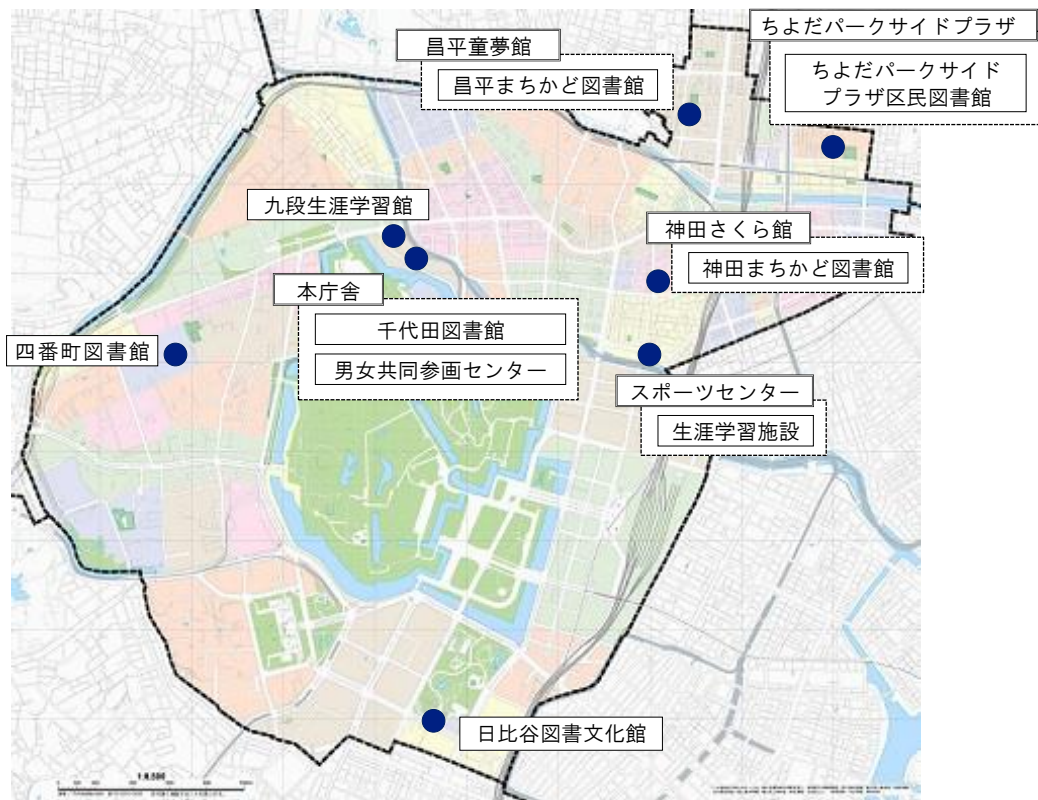 昌平童夢館
昌平まちかど図書館
ちよだパークサイドプラザ
ちよだパークサイド
プラザ区民図書館
九段生涯学習館
神田さくら館
神田まちかど図書館
本庁舎
千代田図書館
男女共同参画センター
四番町図書館
スポーツセンター
生涯学習施設
日比谷図書文化館
1:8,500